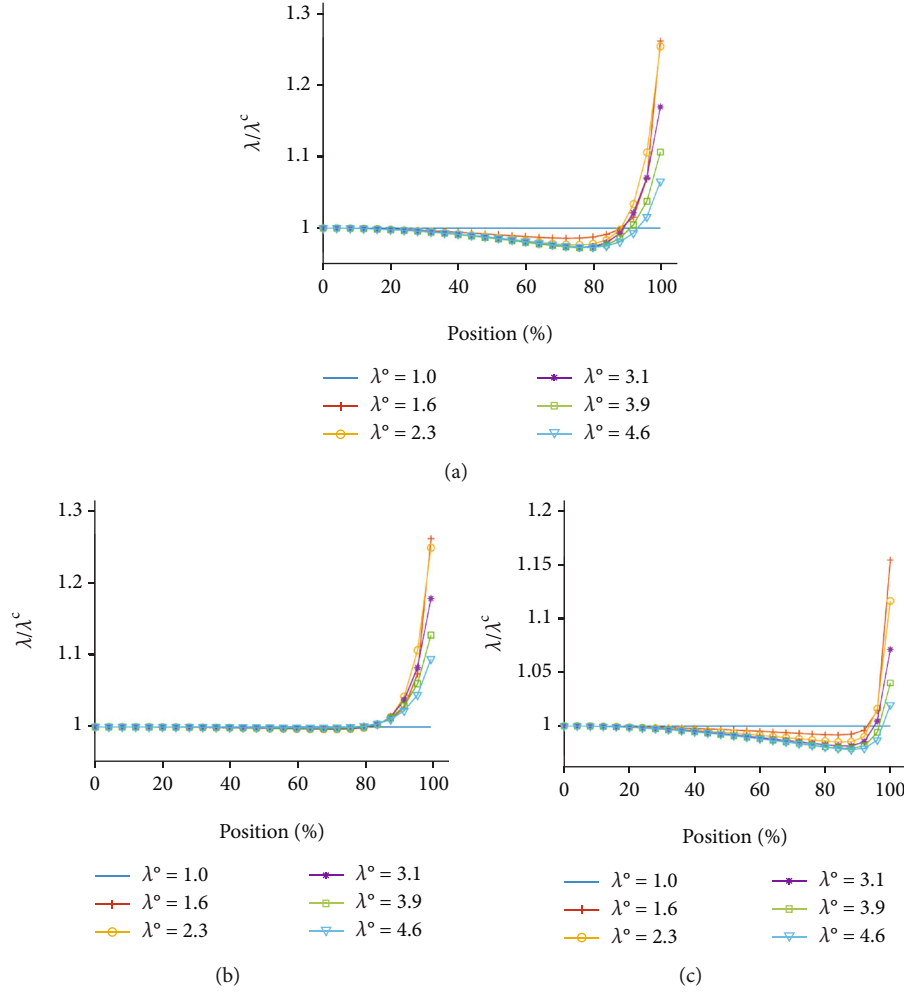 1.3
1.2
1.1
1
λ/λᶜ
0 20 40 60 80 100
Position (%)
λ° = 1.0
λ° = 1.6
λ° = 2.3
λ° = 3.1
λ° = 3.9
λ° = 4.6
(a)
1.3
1.2
1.1
1
λ/λᶜ
0 20 40 60 80 100
Position (%)
λ° = 1.0
λ° = 1.6
λ° = 2.3
λ° = 3.1
λ° = 3.9
λ° = 4.6
(b)
1.2
1.15
1.1
1.05
1
λ/λᶜ
0 20 40 60 80 100
Position (%)
λ° = 1.0
λ° = 1.6
λ° = 2.3
λ° = 3.1
λ° = 3.9
λ° = 4.6
(c)